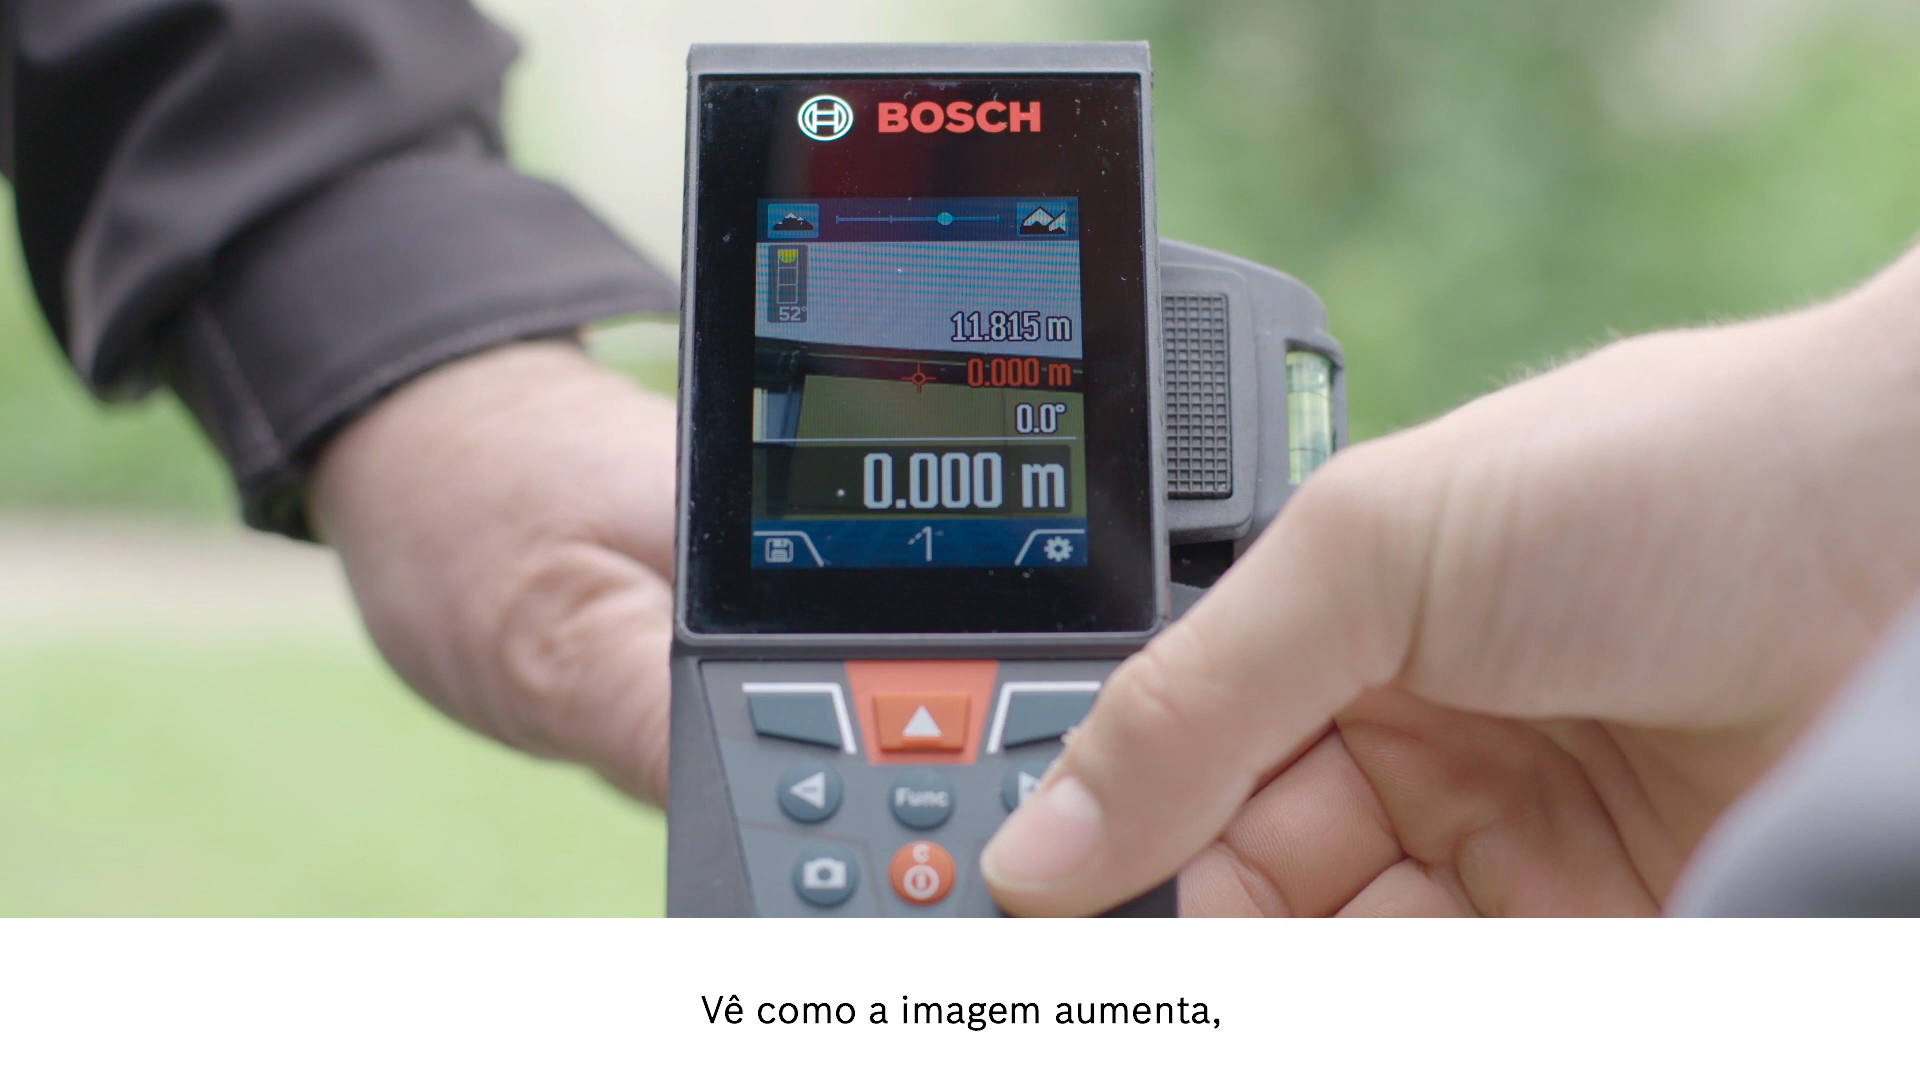 BOSCH
52°
11.815 m
0.000 m
0.0°
0.000 m
1
Func
C
Vê como a imagem aumenta,